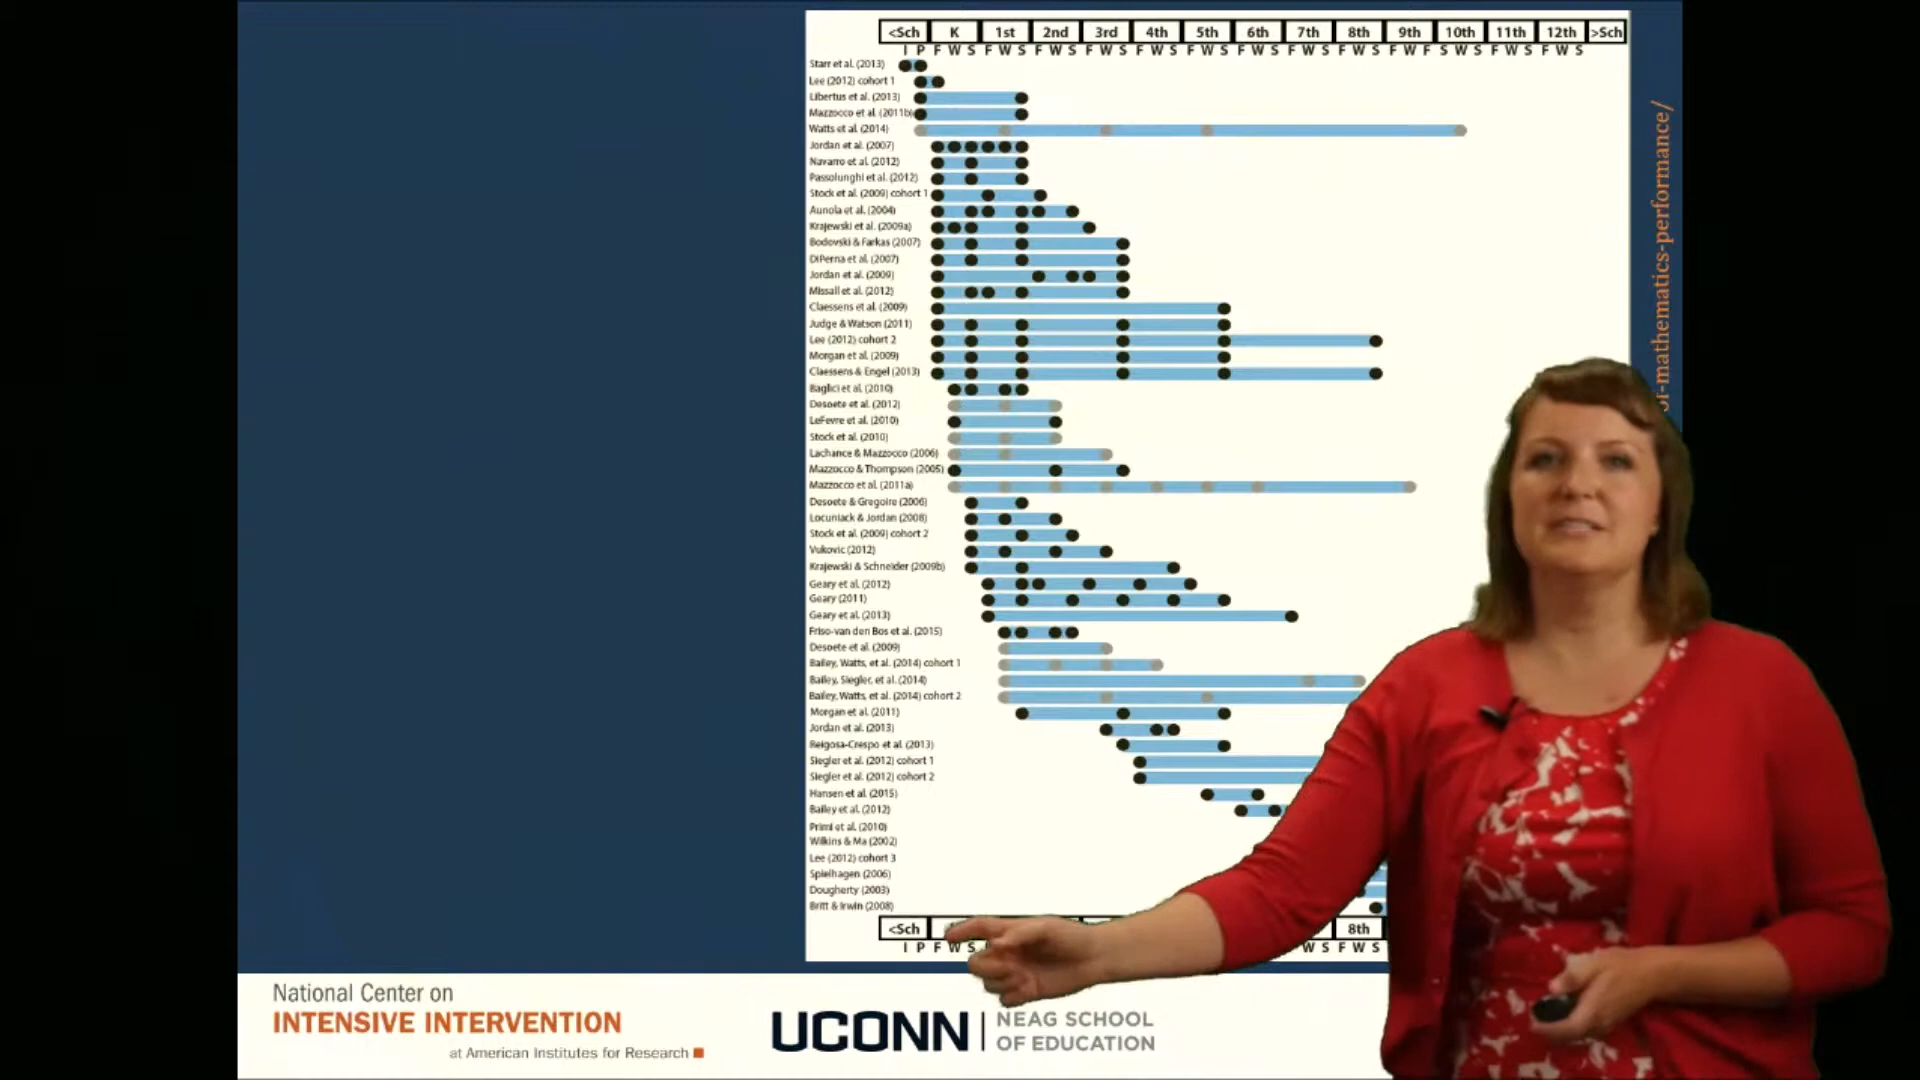 <Sch K 1st 2nd 3rd 4th 5th 6th 7th 8th 9th 10th 11th 12th >Sch
I P F W S F W S F W S F W S F W S F W S F W S F W S F W S F W F S W S F W S F W S
Starr et al. (2013)
Lee (2012) cohort 1
Libertus et al. (2013)
Mazzocco et al. (2011b)
Watts et al. (2014)
Jordan et al. (2007)
Navarro et al. (2012)
Passolunghi et al. (2012)
Stock et al. (2009) cohort 1
Aunola et al. (2004)
Krajewski et al. (2009a)
Bodovski & Farkas (2007)
DiPerna et al. (2007)
Jordan et al. (2009)
Missall et al. (2012)
Claessens et al. (2009)
Judge & Watson (2011)
Lee (2012) cohort 2
Morgan et al. (2009)
Claessens & Engel (2013)
Baglici et al. (2010)
Desoete et al. (2012)
LeFevre et al. (2010)
Stock et al. (2010)
Lachance & Mazzocco (2006)
Mazzocco & Thompson (2005)
Mazzocco et al. (2011a)
Desoete & Gregoire (2006)
Locuniack & Jordan (2008)
Stock et al. (2009) cohort 2
Vukovic (2012)
Krajewski & Schneider (2009b)
Geary et al. (2012)
Geary (2011)
Geary et al. (2013)
Friso-van den Bos et al. (2015)
Desoete et al. (2009)
Bailey, Watts, et al. (2014) cohort 1
Bailey, Siegler, et al. (2014)
Bailey, Watts, et al. (2014) cohort 2
Morgan et al. (2011)
Jordan et al. (2013)
Reigosa-Crespo et al. (2013)
Siegler et al. (2012) cohort 1
Siegler et al. (2012) cohort 2
Hansen et al. (2015)
Bailey et al. (2012)
Primi et al. (2010)
Wilkins & Ma (2002)
Lee (2012) cohort 3
Spielhagen (2006)
Dougherty (2003)
Britt & Irwin (2008)
<Sch 8th
I P F W S W S F W S
-mathematics-performance/
National Center on
INTENSIVE INTERVENTION
at American Institutes for Research
UCONN
NEAG SCHOOL
OF EDUCATION